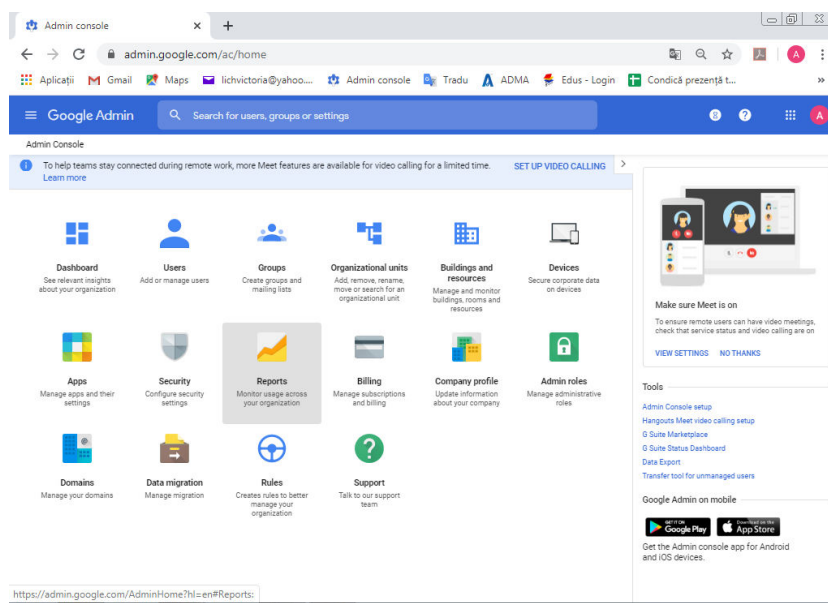 Admin console
admin.google.com/ac/home
Aplicații Gmail Maps lichvictoria@yahoo.... Admin console Tradu ADMA Edus - Login Condică prezență t... »
Google Admin Search for users, groups or settings
Admin Console
To help teams stay connected during remote work, more Meet features are available for video calling for a limited time. SET UP VIDEO CALLING
Learn more
Dashboard
See relevant insights
about your organization
Users
Add or manage users
Groups
Create groups and
mailing lists
Organizational units
Add, remove, rename,
move or search for an
organizational unit
Buildings and
resources
Manage and monitor
buildings, rooms and
resources
Devices
Secure corporate data
on devices
Apps
Manage apps and their
settings
Security
Configure security
settings
Reports
Monitor usage across
your organization
Billing
Manage subscriptions
and billing
Company profile
Update information
about your company
Admin roles
Manage administrative
roles
Domains
Manage your domains
Data migration
Manage migration
Rules
Creates rules to better
manage your
organization
Support
Talk to our support
team
Make sure Meet is on
To ensure remote users can have video meetings,
check that service status and video calling are on
VIEW SETTINGS NO THANKS
Tools
Admin Console setup
Hangouts Meet video calling setup
G Suite Marketplace
G Suite Status Dashboard
Data Export
Transfer tool for unmanaged users
Google Admin on mobile
GET IT ON
Google Play
Download on the
App Store
Get the Admin console app for Android
and iOS devices.
https://admin.google.com/AdminHome?hl=en#Reports: